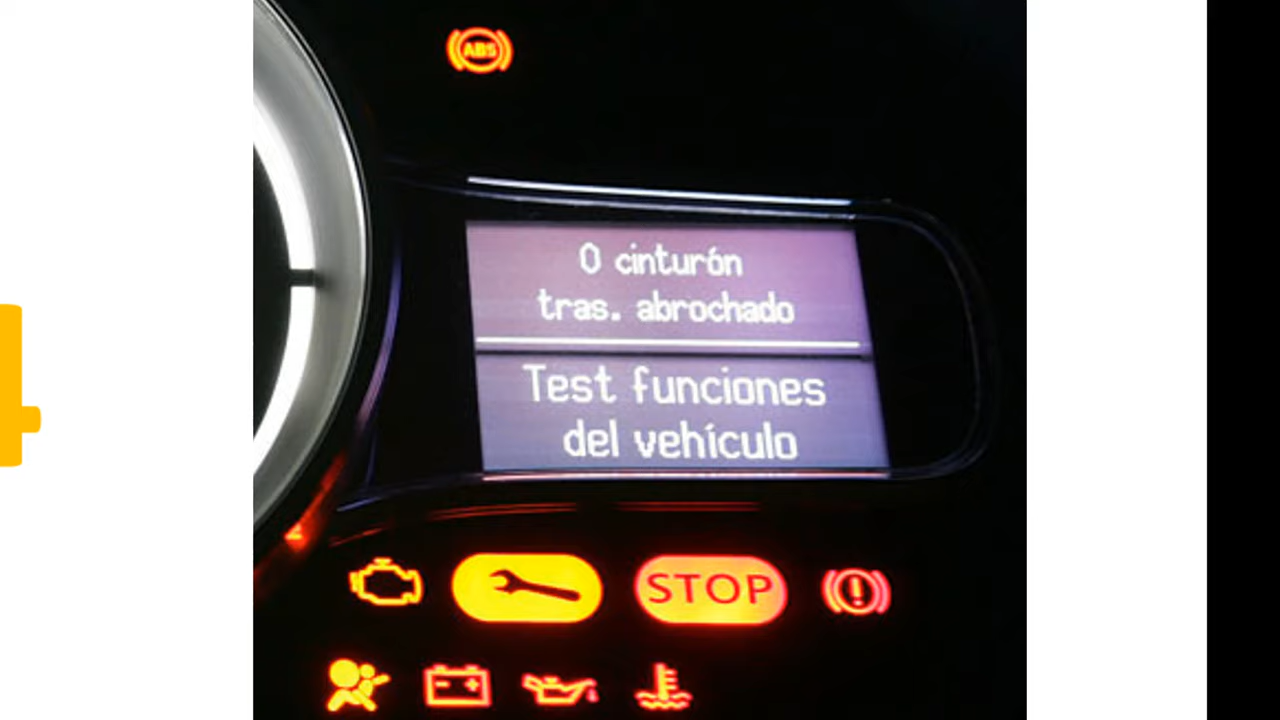 ABS
0 cinturón
tras. abrochado
Test funciones
del vehículo
STOP